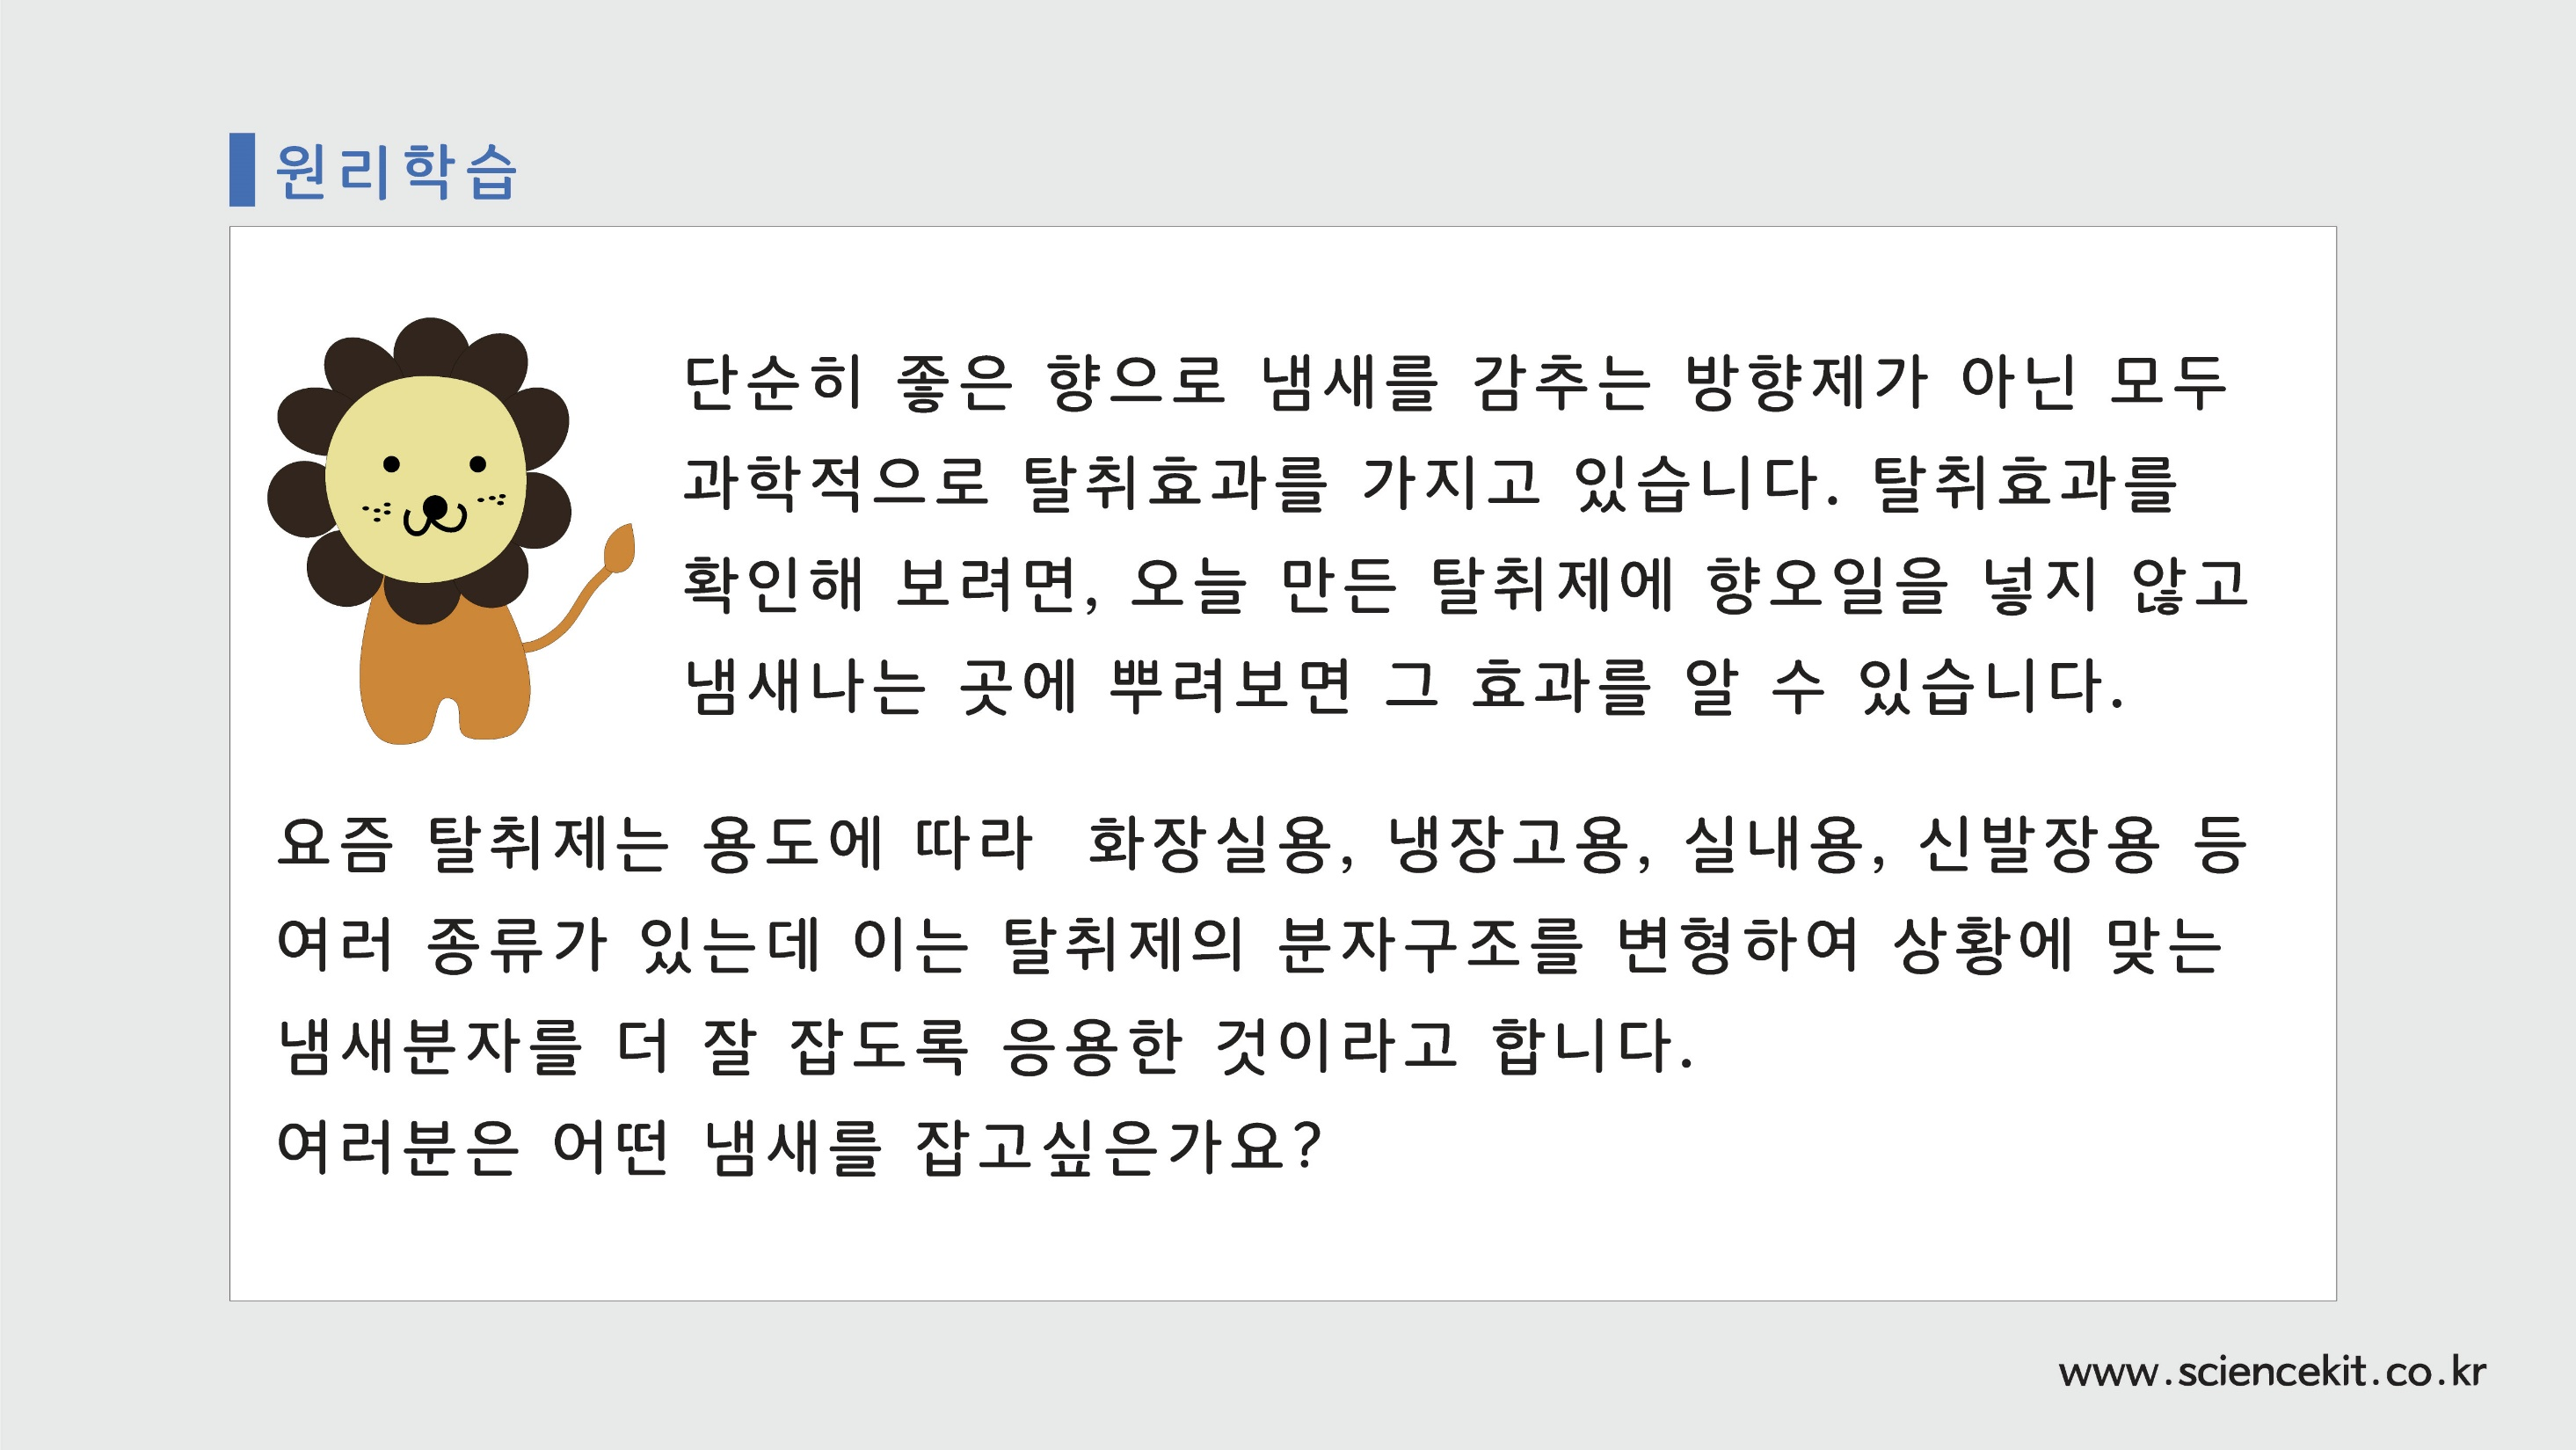 원리학습
단순히 좋은 향으로 냄새를 감추는 방향제가 아닌 모두
과학적으로 탈취효과를 가지고 있습니다. 탈취효과를
확인해 보려면, 오늘 만든 탈취제에 향오일을 넣지 않고
냄새나는 곳에 뿌려보면 그 효과를 알 수 있습니다.
요즘 탈취제는 용도에 따라 화장실용, 냉장고용, 실내용, 신발장용 등
여러 종류가 있는데 이는 탈취제의 분자구조를 변형하여 상황에 맞는
냄새분자를 더 잘 잡도록 응용한 것이라고 합니다.
여러분은 어떤 냄새를 잡고싶은가요?
www.sciencekit.co.kr